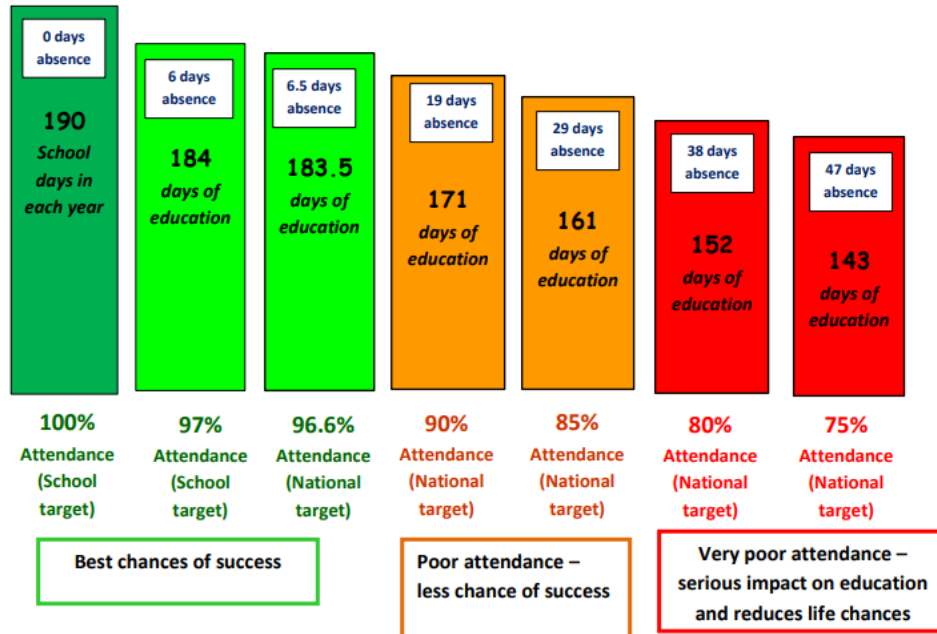 0 days
absence
190
School
days in
each year
100%
Attendance
(School
target)
6 days
absence
184
days of
education
97%
Attendance
(School
target)
6.5 days
absence
183.5
days of
education
96.6%
Attendance
(National
target)
19 days
absence
171
days of
education
90%
Attendance
(National
target)
29 days
absence
161
days of
education
85%
Attendance
(National
target)
38 days
absence
152
days of
education
80%
Attendance
(National
target)
47 days
absence
143
days of
education
75%
Attendance
(National
target)
Best chances of success
Poor attendance –
less chance of success
Very poor attendance –
serious impact on education
and reduces life chances